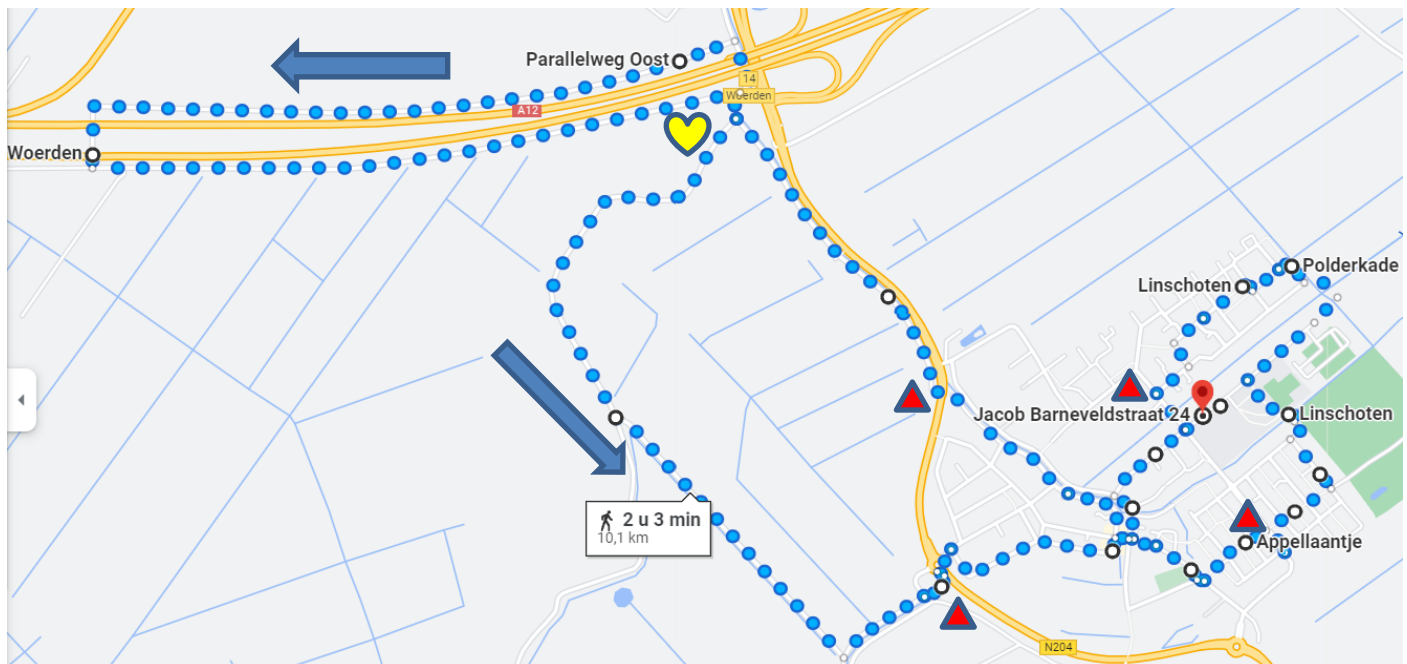 Parallelweg Oost
14
Woerden
A12
Woerden
Polderkade
Linschoten
Jacob Barneveldstraat 24
Linschoten
2 u 3 min
10,1 km
Appellaantje
N204